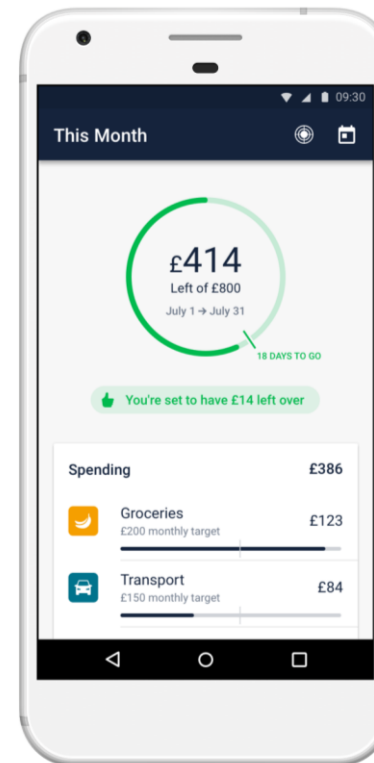 09:30
This Month
£414
Left of £800
July 1 → July 31
18 DAYS TO GO
You're set to have £14 left over
Spending £386
Groceries £123
£200 monthly target
Transport £84
£150 monthly target